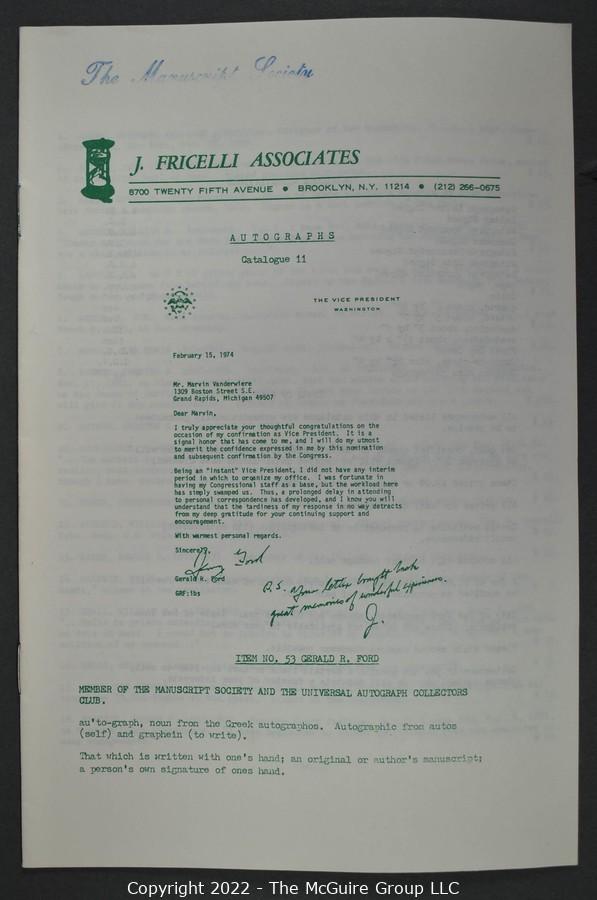 The Manuscript Society
J. FRICELLI ASSOCIATES
8700 TWENTY FIFTH AVENUE ● BROOKLYN, N.Y. 11214 ● (212) 266-0675
AUTOGRAPHS
Catalogue 11
THE VICE PRESIDENT
WASHINGTON
February 15, 1974
Mr. Marvin Vanderwiere
1309 Boston Street S.E.
Grand Rapids, Michigan 49507
Dear Marvin,
I truly appreciate your thoughtful congratulations on the
occasion of my confirmation as Vice President. It is a
signal honor that has come to me, and I will do my utmost
to merit the confidence expressed in me by this nomination
and subsequent confirmation by the Congress.
Being an "instant" Vice President, I did not have any interim
period in which to organize my office. I was fortunate in
having my Congressional staff as a base, but the workload here
has simply swamped us. Thus, a prolonged delay in attending
to personal correspondence has developed, and I know you will
understand that the tardiness of my response in no way detracts
from my deep gratitude for your continuing support and
encouragement.
With warmest personal regards.
Sincerely,
Jerry Ford
Gerald R. Ford
GRF:lbs
P.S. Your letter brought back
great memories of wonderful experiences.
J.
ITEM NO. 53 GERALD R. FORD
MEMBER OF THE MANUSCRIPT SOCIETY AND THE UNIVERSAL AUTOGRAPH COLLECTORS
CLUB.
au'to-graph, noun from the Greek autographos. Autographic from autos
(self) and graphein (to write).
That which is written with one's hand; an original or author's manuscript;
a person's own signature of ones hand.
Copyright 2022 - The McGuire Group LLC